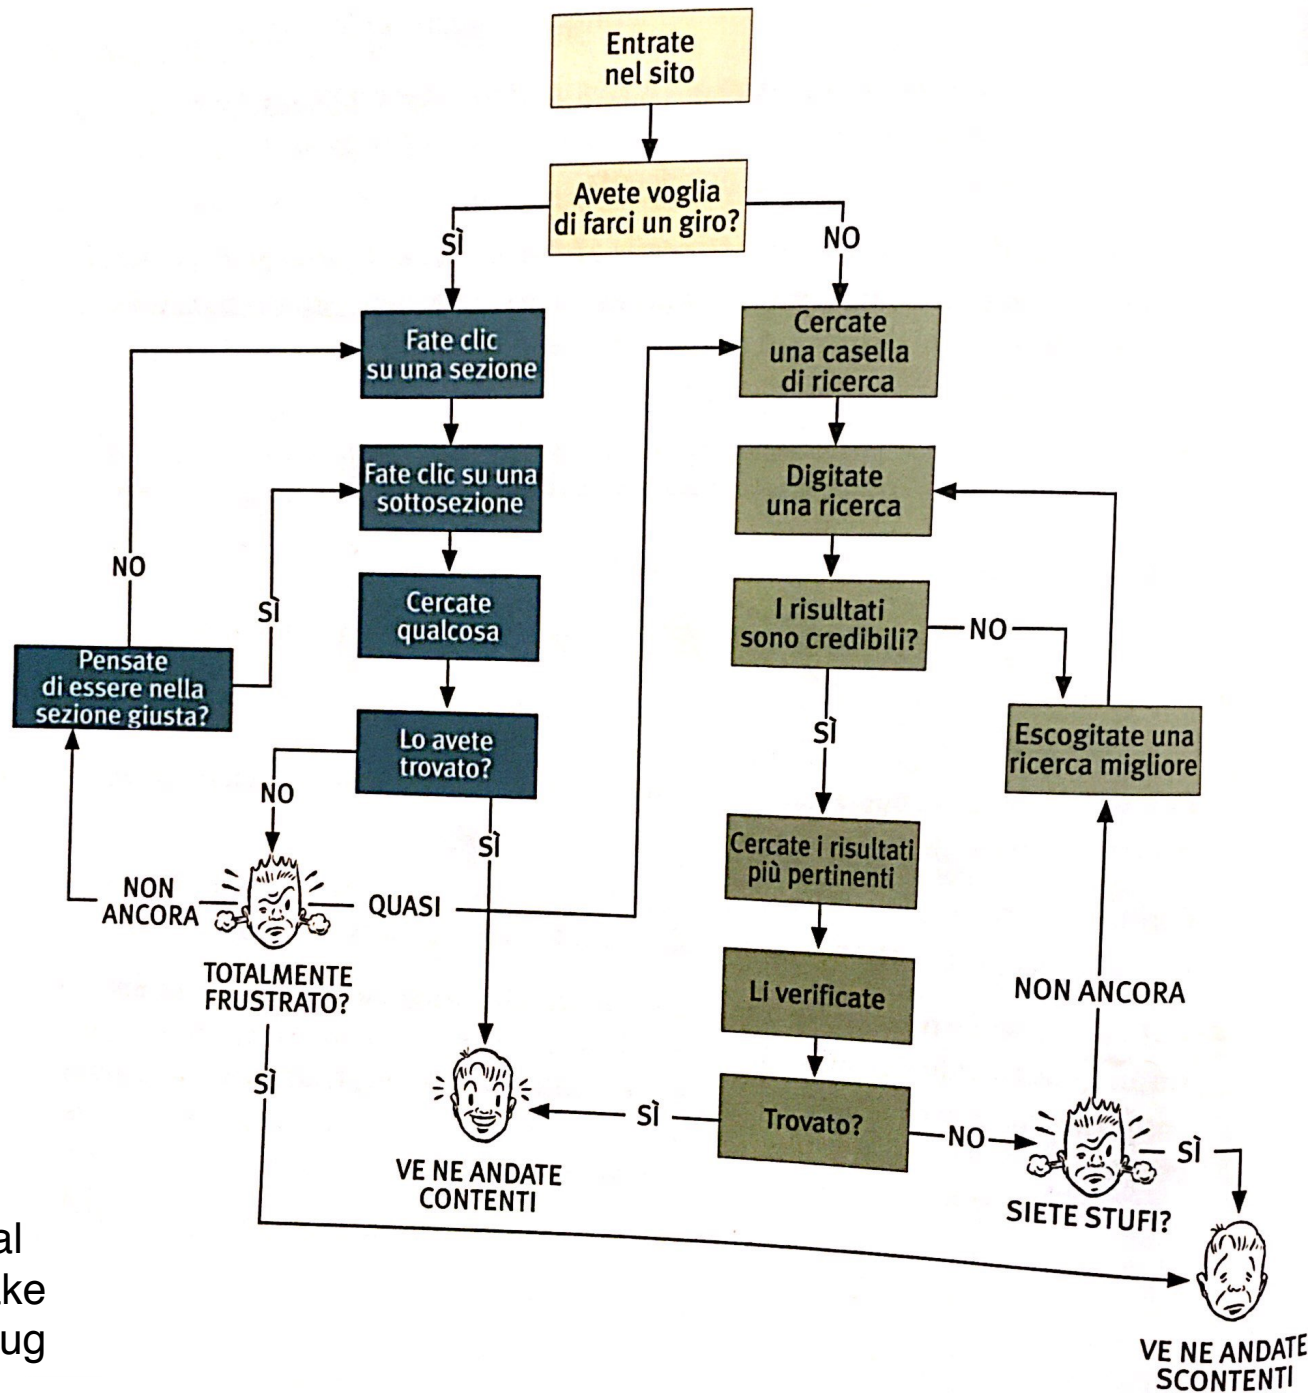 Entrate
nel sito
Avete voglia
di farci un giro?
SÌ
NO
Fate clic
su una sezione
Fate clic su una
sottosezione
Cercate
qualcosa
Lo avete
trovato?
NO
SÌ
Pensate
di essere nella
sezione giusta?
NO
SÌ
NON
ANCORA
QUASI
TOTALMENTE
FRUSTRATO?
SÌ
VE NE ANDATE
CONTENTI
Cercate
una casella
di ricerca
Digitate
una ricerca
I risultati
sono credibili?
NO
SÌ
Escogitate una
ricerca migliore
Cercate i risultati
più pertinenti
Li verificate
Trovato?
SÌ
NO
NON ANCORA
SIETE STUFI?
SÌ
VE NE ANDATE
SCONTENTI
al
ke
ug